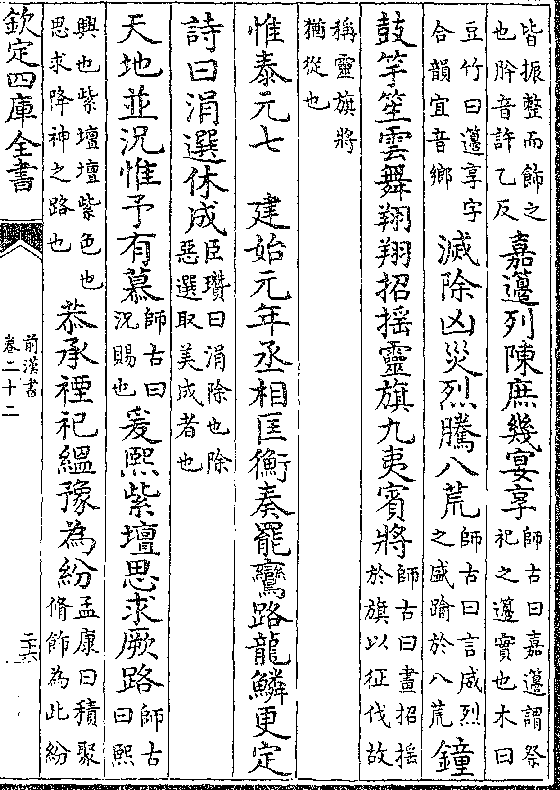 皆振整而飾之
也肸音許乙反
嘉籩列陳庶幾宴享
師古曰嘉籩謂祭
祀之籩實也木曰
豆竹曰籩享字
合韻宜音鄉
滅除凶災烈騰八荒
師古曰言威烈
之盛踰於八荒
鐘
鼓竽笙雲舞翔翔招搖靈旗九夷賓將
師古曰畫招搖
於旗以征伐故
稱靈旗將
猶從也
惟泰元七 建始元年丞相匡衡奏罷鸞路龍鱗更定
詩曰涓選休成
臣瓚曰涓除也除
惡選取美成者也
天地並況惟予有慕
師古曰
況賜也
爰熙紫壇思求厥路
師古
曰熙
興也紫壇壇紫色也
思求降神之路也
恭承禋祀縕豫為紛
孟康曰積聚
脩飾為此紛
欽定四庫全書
前漢書
卷二十二
二六